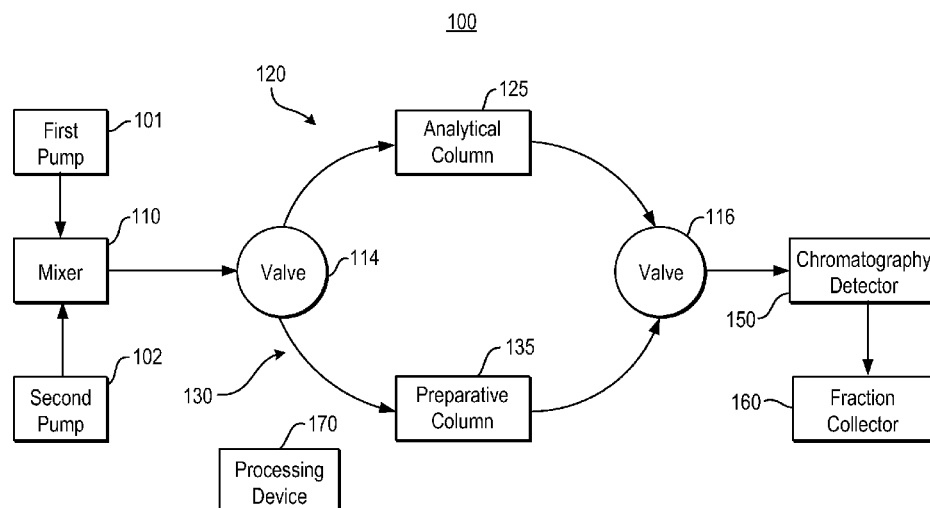 100
120
125
First
Pump
101
Analytical
Column
110
116
Mixer
Valve
114
Valve
Chromatography
Detector
150
102
135
130
Second
Pump
Preparative
Column
160
Fraction
Collector
170
Processing
Device